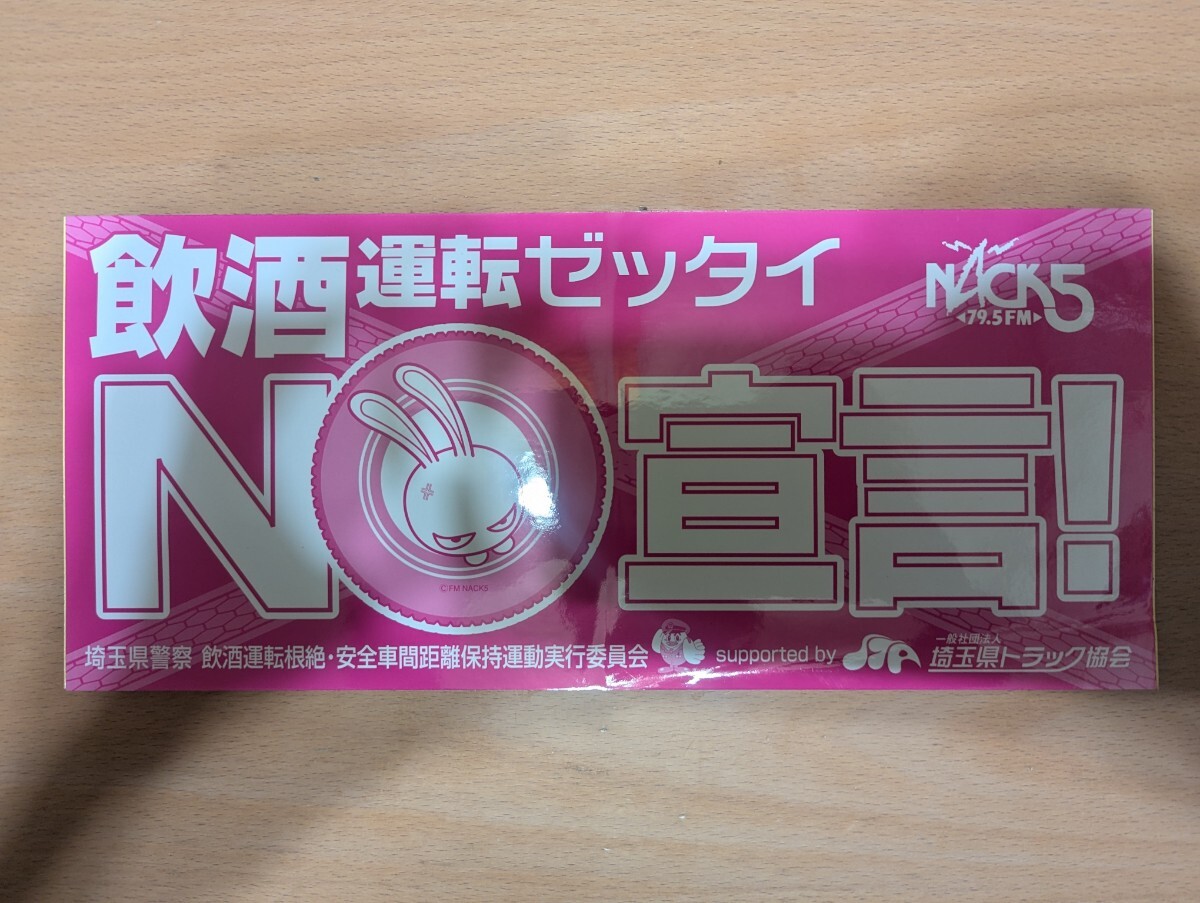 飲酒運転ゼッタイ
NACK5
79.5FM
NO宣言!
©FM NACK5
埼玉県警察 飲酒運転根絶・安全車間距離保持運動実行委員会
supported by
一般社団法人
埼玉県トラック協会